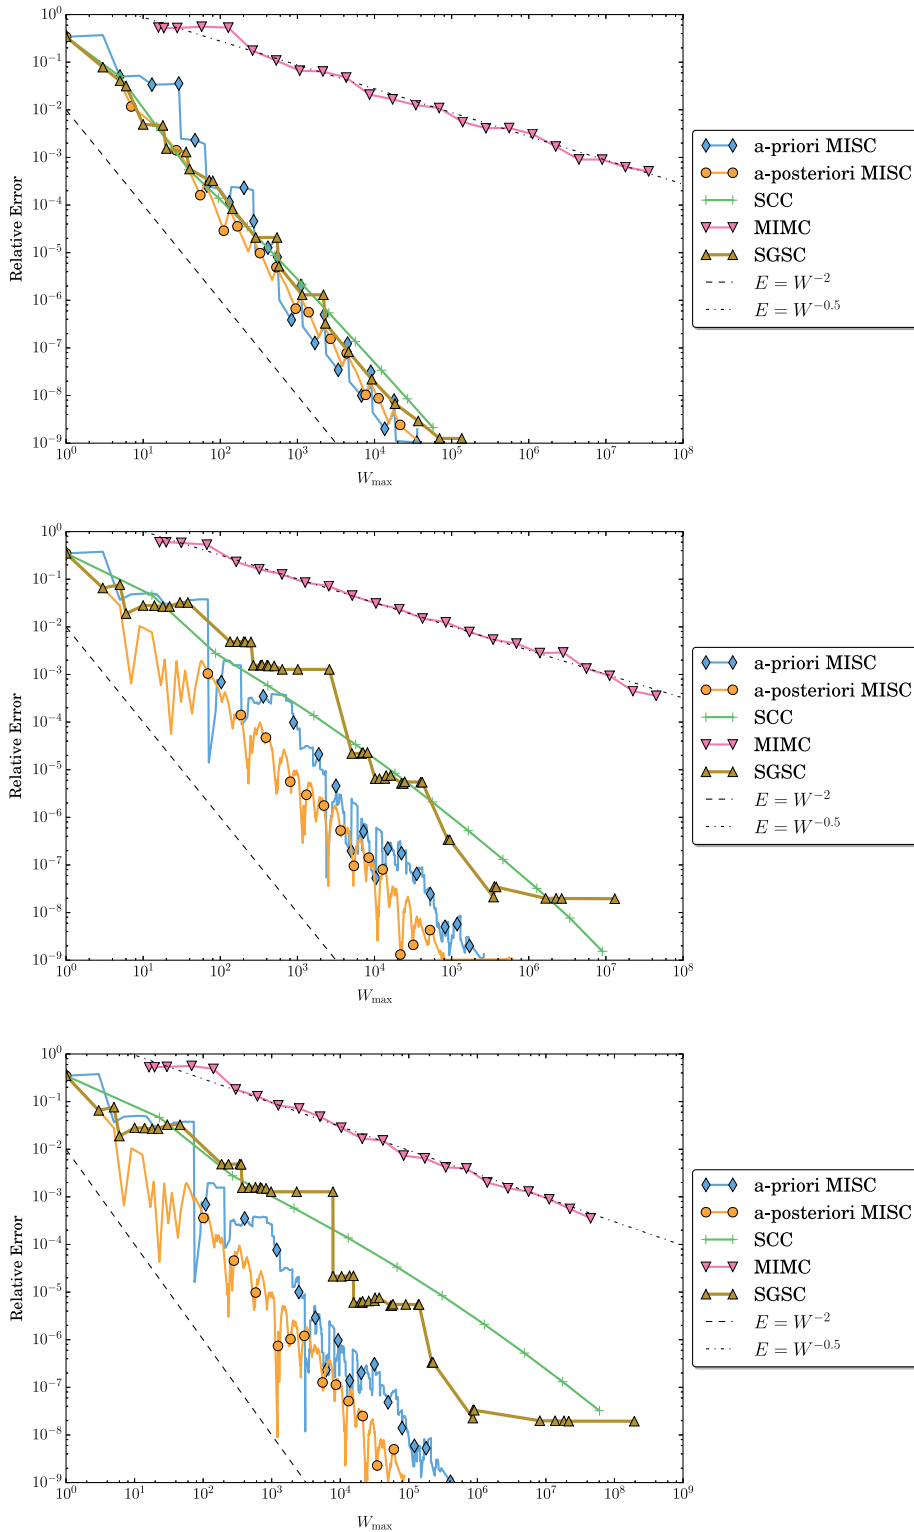 10^0
10^-1
10^-2
10^-3
10^-4
10^-5
10^-6
10^-7
10^-8
10^-9
Relative Error
10^0 10^1 10^2 10^3 10^4 10^5 10^6 10^7 10^8
W_max
a-priori MISC
a-posteriori MISC
SCC
MIMC
SGSC
E = W^-2
E = W^-0.5
10^0
10^-1
10^-2
10^-3
10^-4
10^-5
10^-6
10^-7
10^-8
10^-9
Relative Error
10^0 10^1 10^2 10^3 10^4 10^5 10^6 10^7 10^8
W_max
a-priori MISC
a-posteriori MISC
SCC
MIMC
SGSC
E = W^-2
E = W^-0.5
10^0
10^-1
10^-2
10^-3
10^-4
10^-5
10^-6
10^-7
10^-8
10^-9
Relative Error
10^0 10^1 10^2 10^3 10^4 10^5 10^6 10^7 10^8 10^9
W_max
a-priori MISC
a-posteriori MISC
SCC
MIMC
SGSC
E = W^-2
E = W^-0.5